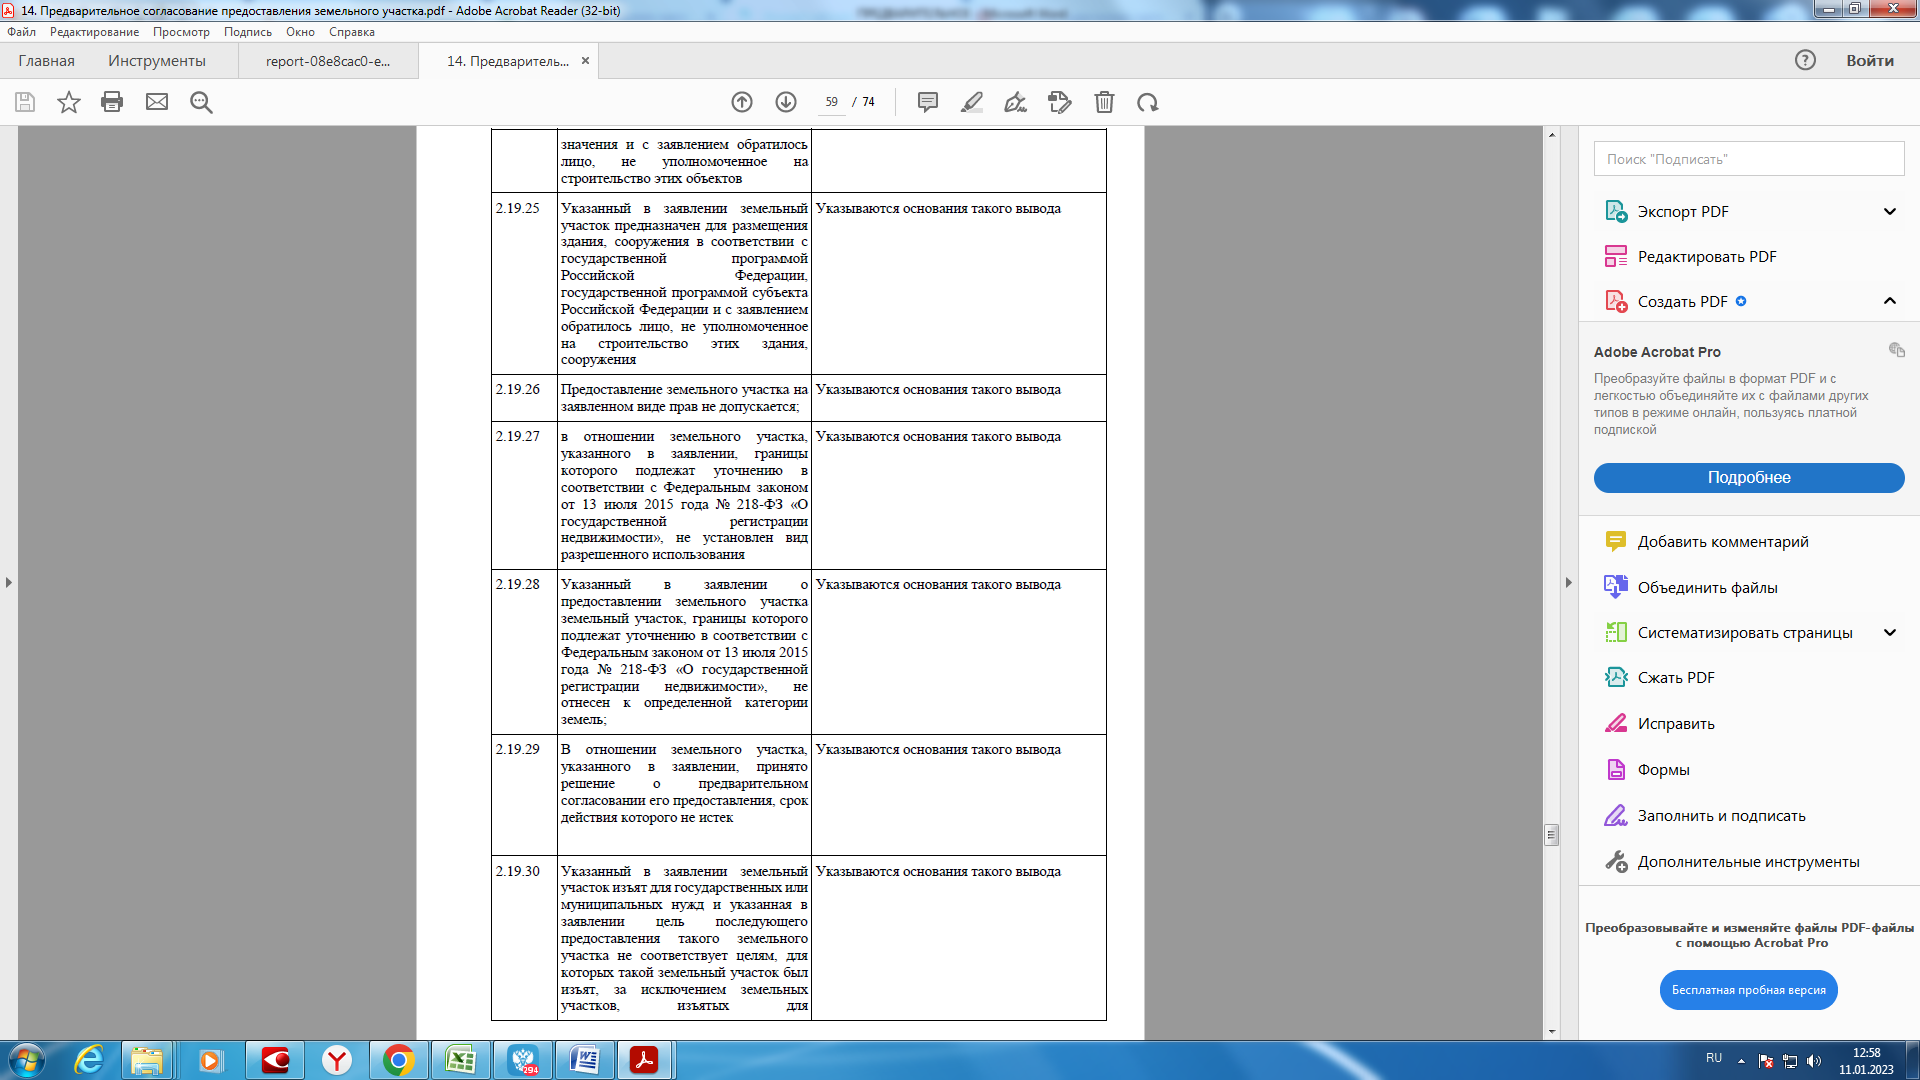 14. Предварительное согласование предоставления земельного участка.pdf - Adobe Acrobat Reader (32-bit)
Файл Редактирование Просмотр Подпись Окно Справка
Главная Инструменты report-08e8cac0-e... 14. Предваритель... Войти
59 / 74
значения и с заявлением обратилось
лицо, не уполномоченное на
строительство этих объектов
2.19.25 Указанный в заявлении земельный Указываются основания такого вывода
участок предназначен для размещения
здания, сооружения в соответствии с
государственной программой
Российской Федерации,
государственной программой субъекта
Российской Федерации и с заявлением
обратилось лицо, не уполномоченное
на строительство этих здания,
сооружения
2.19.26 Предоставление земельного участка на Указываются основания такого вывода
заявленном виде прав не допускается;
2.19.27 в отношении земельного участка, Указываются основания такого вывода
указанного в заявлении, границы
которого подлежат уточнению в
соответствии с Федеральным законом
от 13 июля 2015 года № 218-ФЗ «О
государственной регистрации
недвижимости», не установлен вид
разрешенного использования
2.19.28 Указанный в заявлении о Указываются основания такого вывода
предоставлении земельного участка
земельный участок, границы которого
подлежат уточнению в соответствии с
Федеральным законом от 13 июля 2015
года № 218-ФЗ «О государственной
регистрации недвижимости», не
отнесен к определенной категории
земель;
2.19.29 В отношении земельного участка, Указываются основания такого вывода
указанного в заявлении, принято
решение о предварительном
согласовании его предоставления, срок
действия которого не истек
2.19.30 Указанный в заявлении земельный Указываются основания такого вывода
участок изъят для государственных или
муниципальных нужд и указанная в
заявлении цель последующего
предоставления такого земельного
участка не соответствует целям, для
которых такой земельный участок был
изъят, за исключением земельных
участков, изъятых для
Поиск "Подписать"
Экспорт PDF
Редактировать PDF
Создать PDF
Adobe Acrobat Pro
Преобразуйте файлы в формат PDF и с
легкостью объединяйте их с файлами других
типов в режиме онлайн, пользуясь платной
подпиской
Подробнее
Добавить комментарий
Объединить файлы
Систематизировать страницы
Сжать PDF
Исправить
Формы
Заполнить и подписать
Дополнительные инструменты
Преобразовывайте и изменяйте файлы PDF-файлы
с помощью Acrobat Pro
Бесплатная пробная версия
294
RU
12:58
11.01.2023